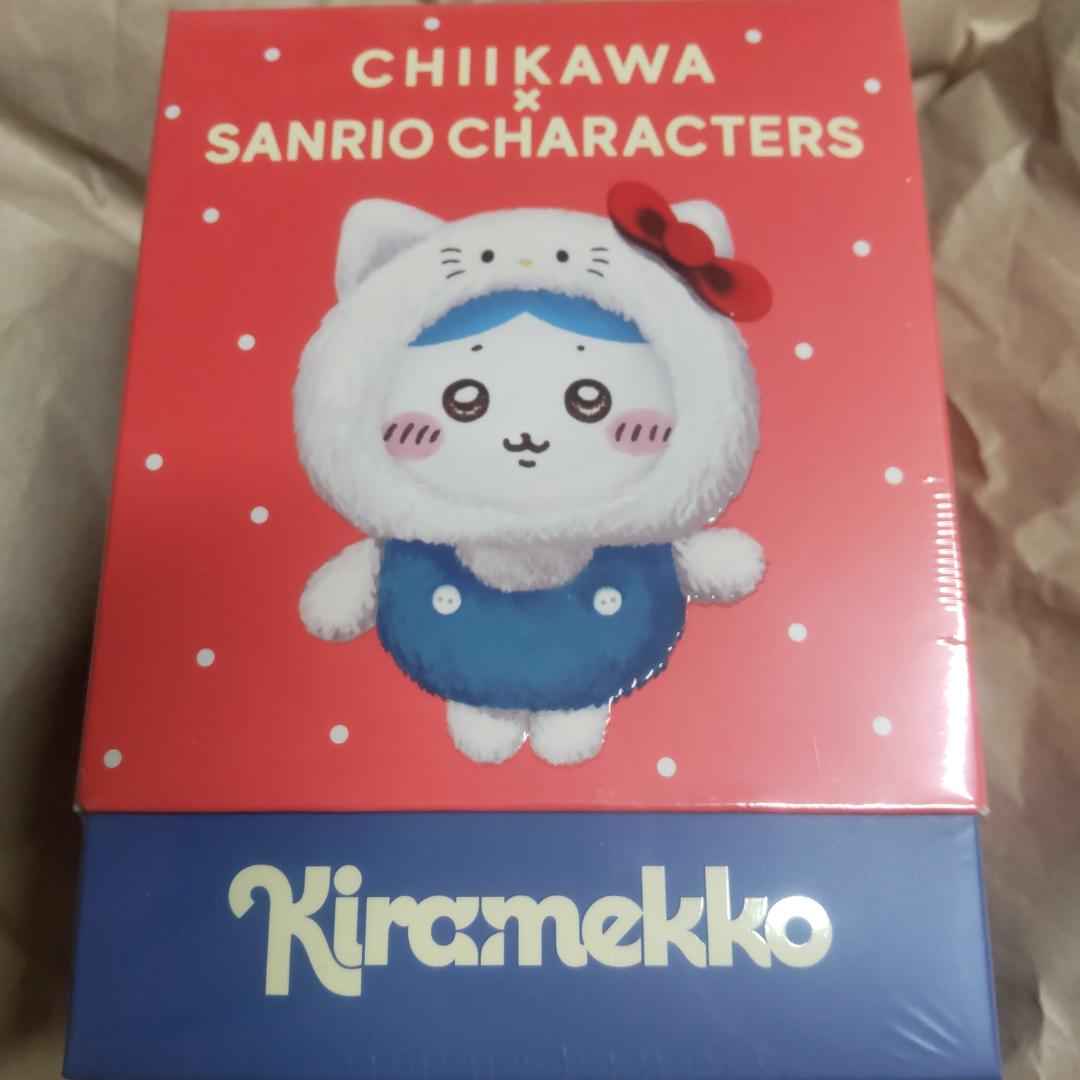 CHIIKAWA
×
SANRIO CHARACTERS
Kiramekko